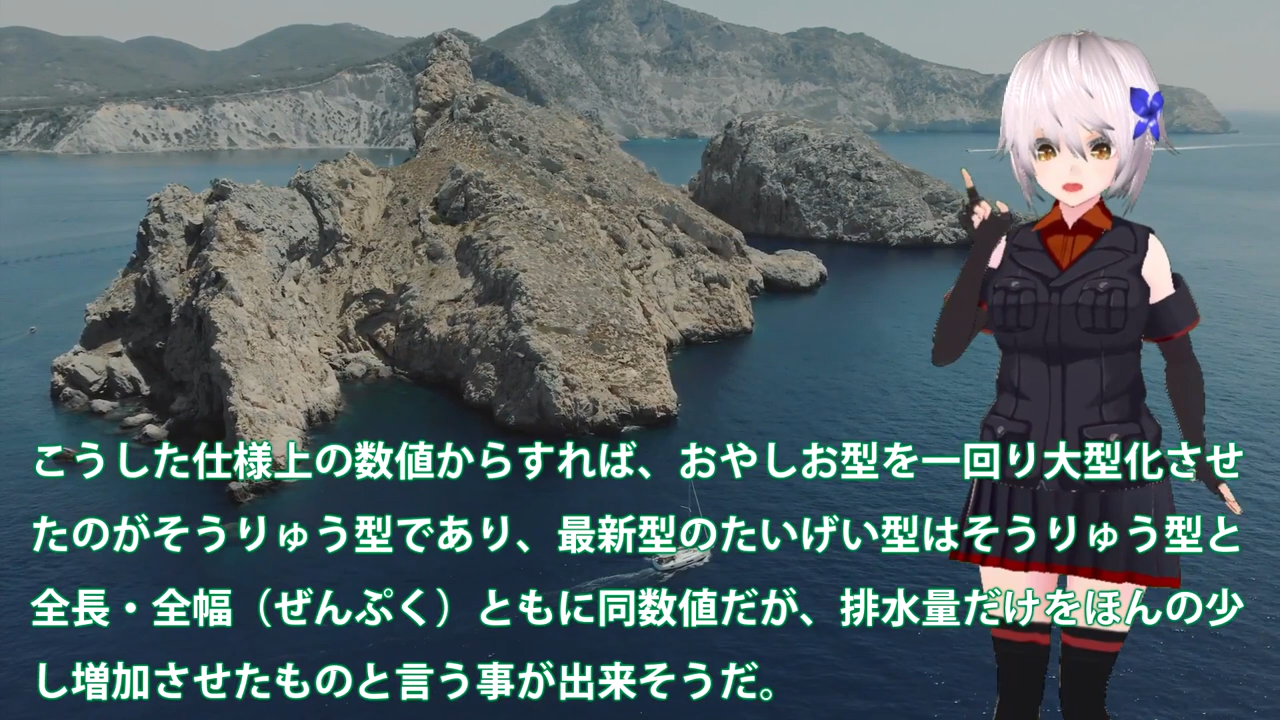 こうした仕様上の数値からすれば、おやしお型を一回り大型化させ
たのがそうりゅう型であり、最新型のたいげい型はそうりゅう型と
全長・全幅（ぜんぷく）ともに同数値だが、排水量だけをほんの少
し増加させたものと言う事が出来そうだ。